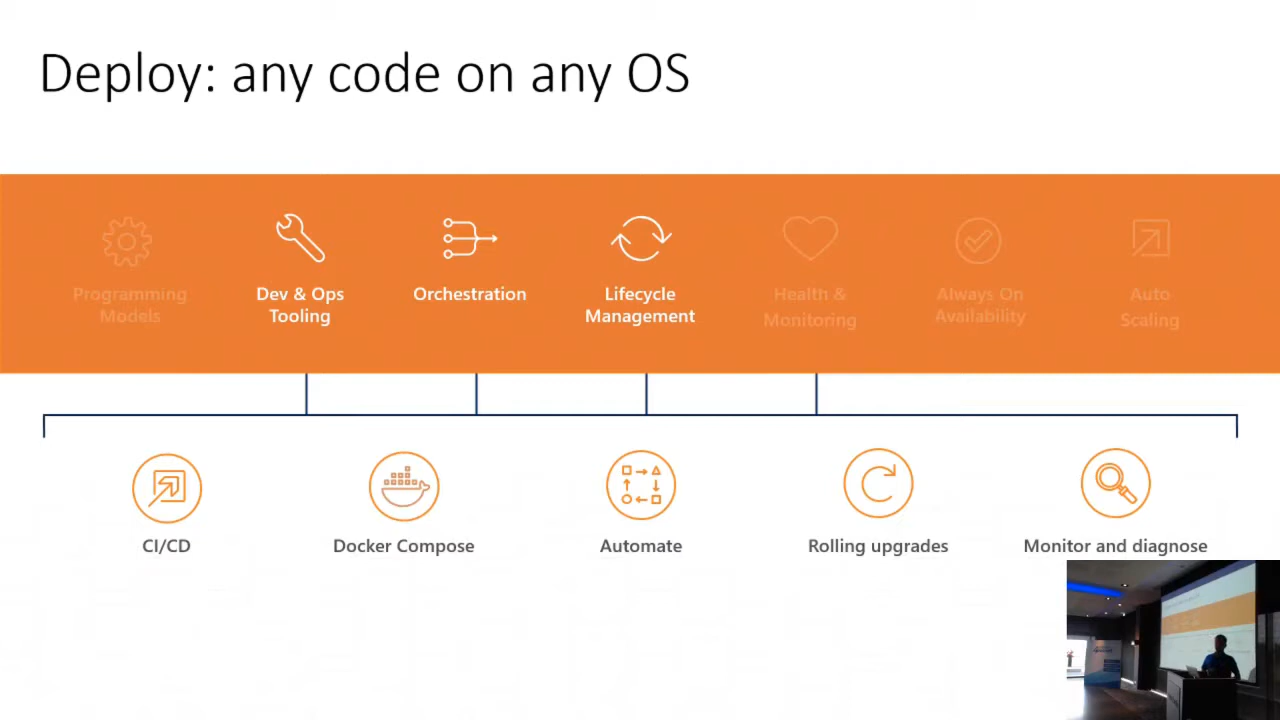 Deploy: any code on any OS
Programming
Models
Dev & Ops
Tooling
Orchestration
Lifecycle
Management
Health &
Monitoring
Always On
Availability
Auto
Scaling
CI/CD
Docker Compose
Automate
Rolling upgrades
Monitor and diagnose